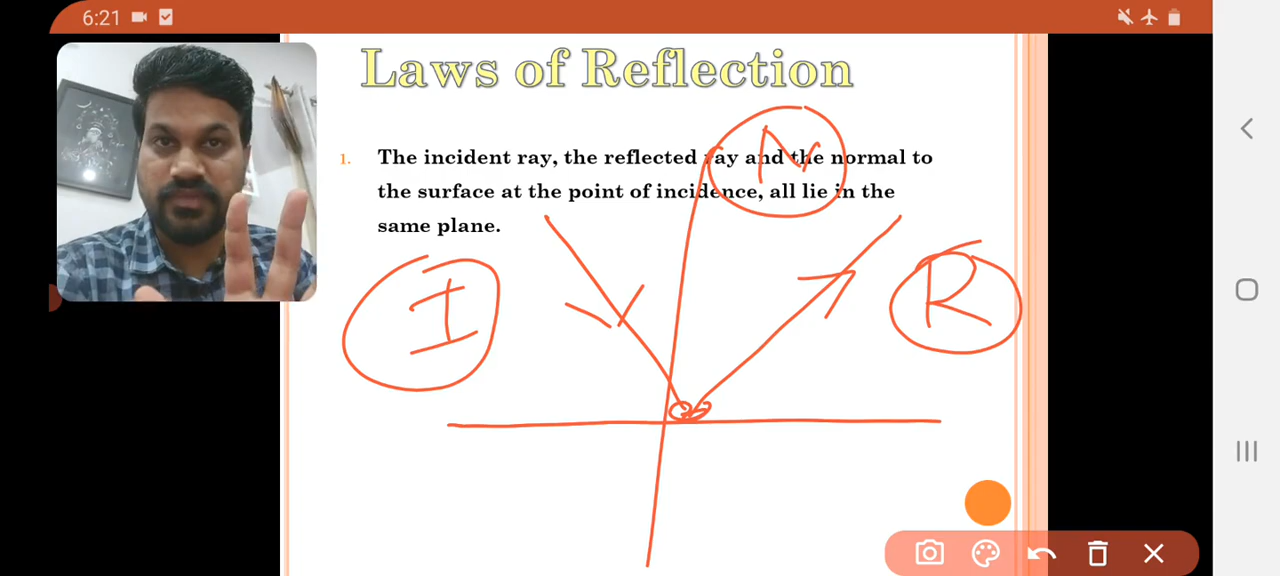 6:21
Laws of Reflection
1. The incident ray, the reflected ray and the normal to
the surface at the point of incidence, all lie in the
same plane.
N
I
R